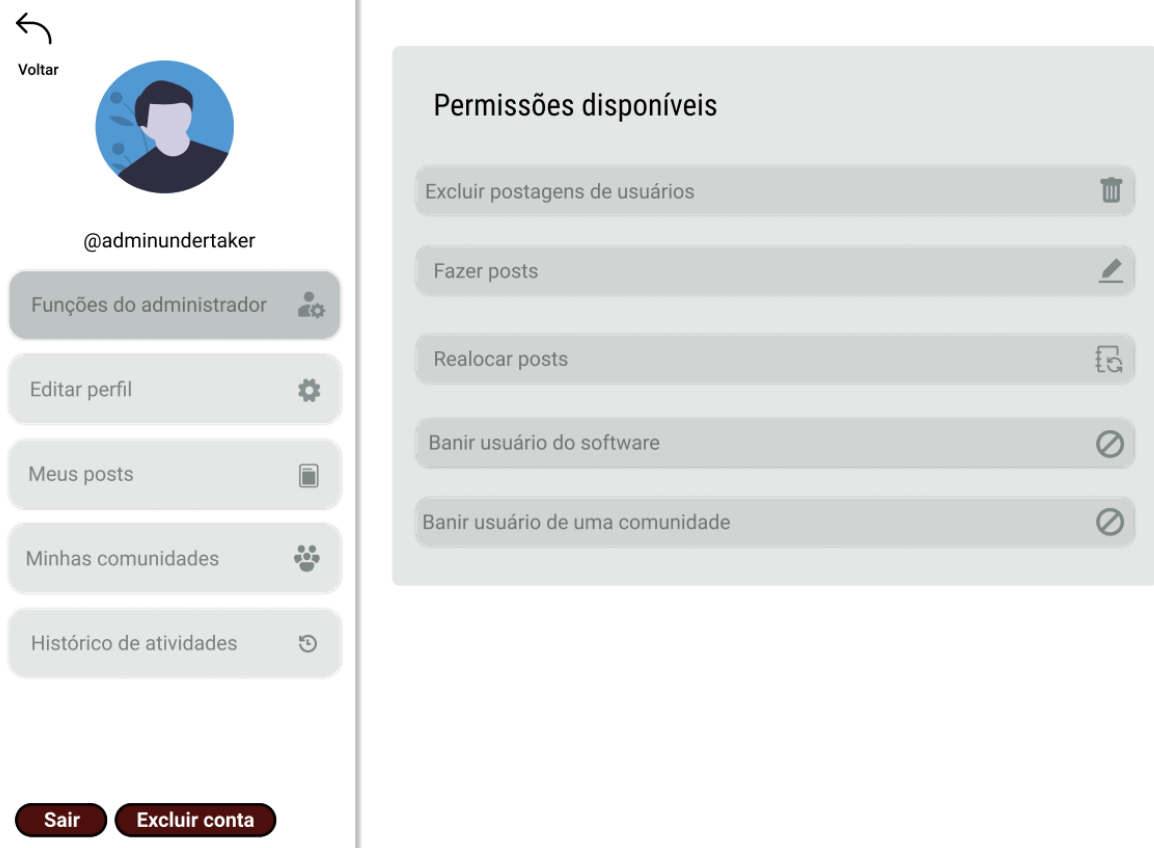 Voltar
@adminundertaker
Funções do administrador
Editar perfil
Meus posts
Minhas comunidades
Histórico de atividades
Sair
Excluir conta
Permissões disponíveis
Excluir postagens de usuários
Fazer posts
Realocar posts
Banir usuário do software
Banir usuário de uma comunidade